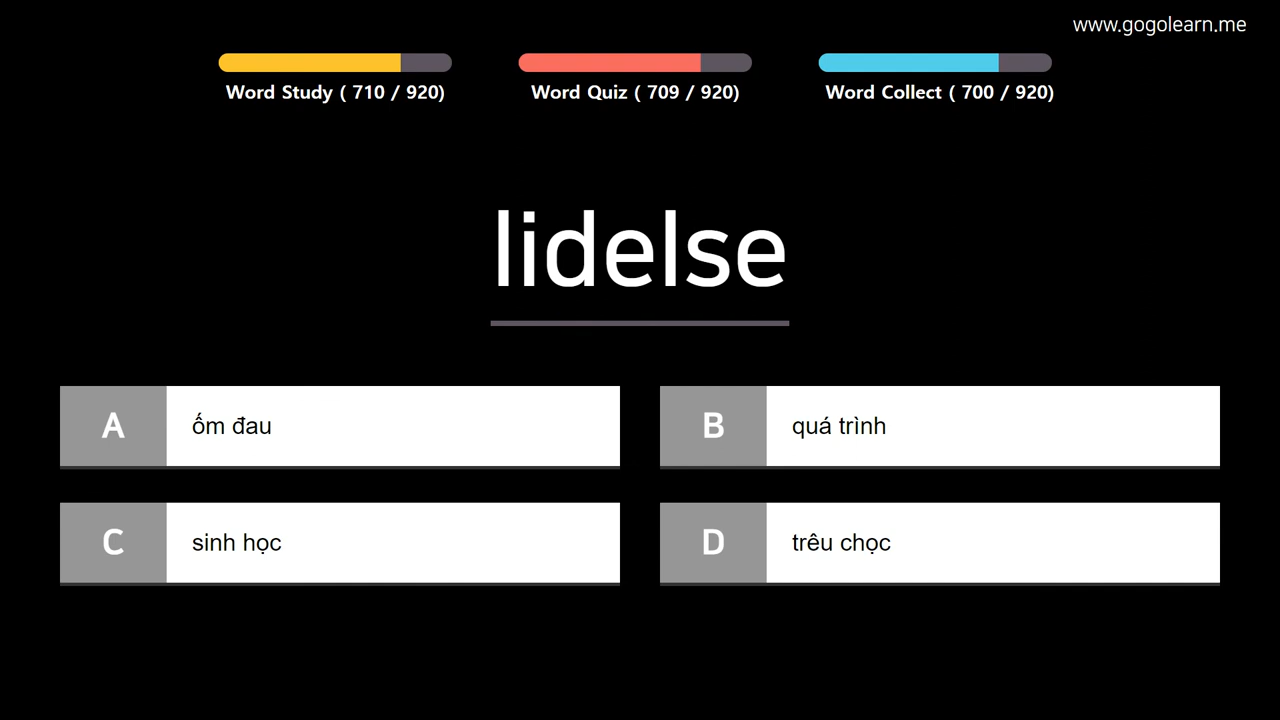 www.gogolearn.me
Word Study ( 710 / 920)
Word Quiz ( 709 / 920)
Word Collect ( 700 / 920)
lidelse
A ốm đau
B quá trình
C sinh học
D trêu chọc